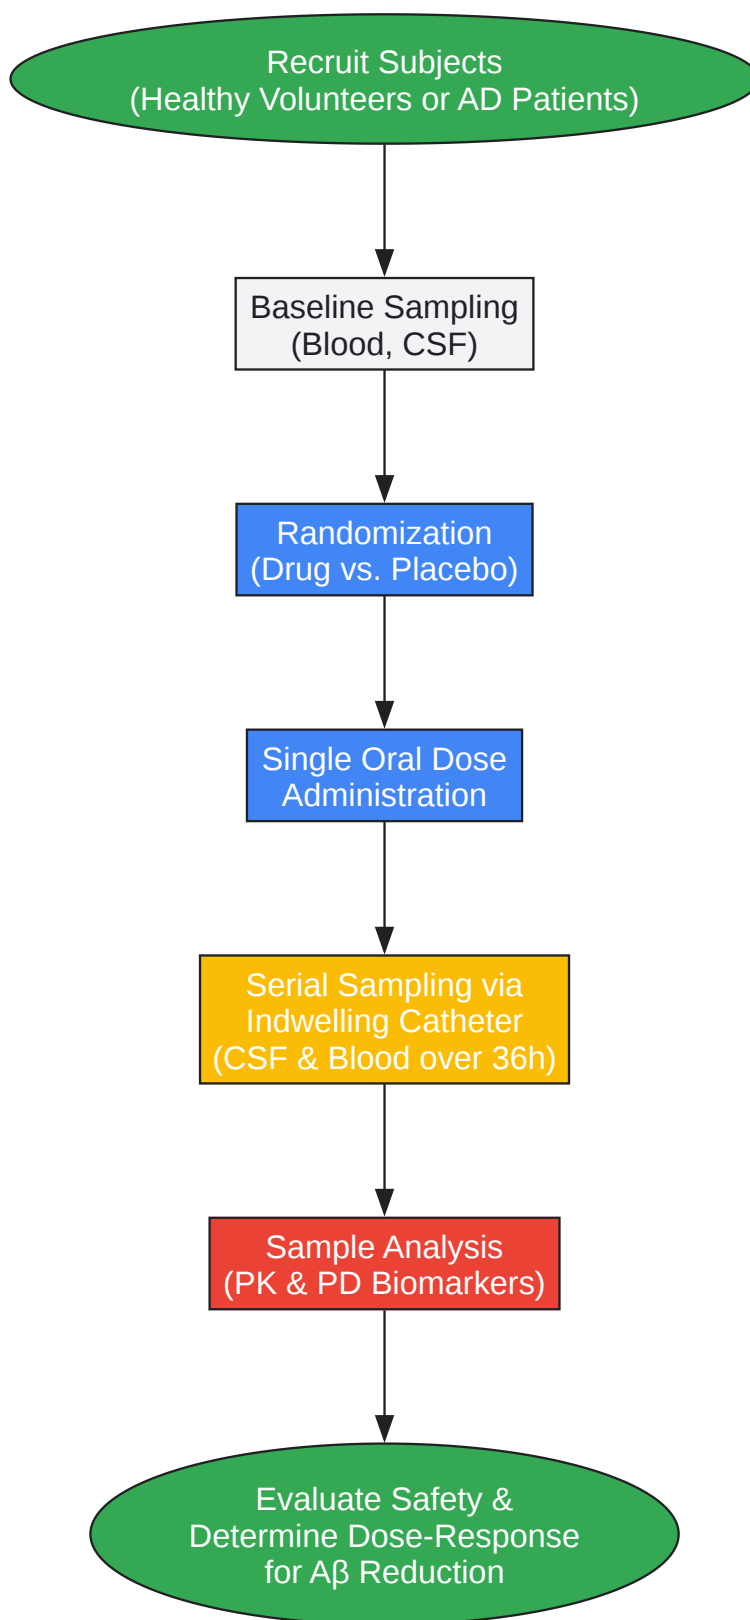 Recruit Subjects
(Healthy Volunteers or AD Patients)
Baseline Sampling
(Blood, CSF)
Randomization
(Drug vs. Placebo)
Single Oral Dose
Administration
Serial Sampling via
Indwelling Catheter
(CSF & Blood over 36h)
Sample Analysis
(PK & PD Biomarkers)
Evaluate Safety &
Determine Dose-Response
for Aβ Reduction